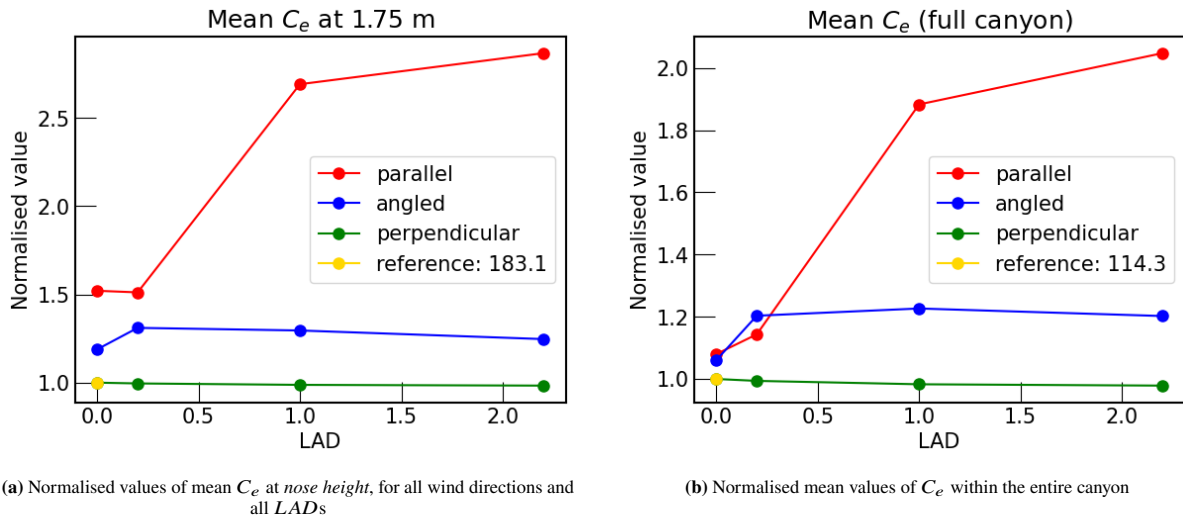 Mean Ce at 1.75 m
Normalised value
2.5
2.0
1.5
1.0
0.0 0.5 1.0 1.5 2.0
LAD
parallel
angled
perpendicular
reference: 183.1
(a) Normalised values of mean Ce at nose height, for all wind directions and
all LADs
Mean Ce (full canyon)
Normalised value
2.0
1.8
1.6
1.4
1.2
1.0
0.0 0.5 1.0 1.5 2.0
LAD
parallel
angled
perpendicular
reference: 114.3
(b) Normalised mean values of Ce within the entire canyon